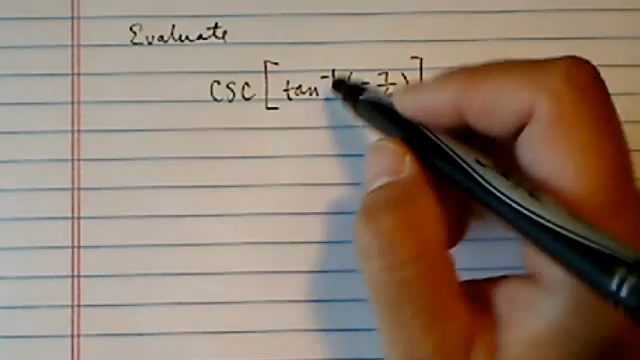 Evaluate
CSC [tan⁻¹(- 7/
)]